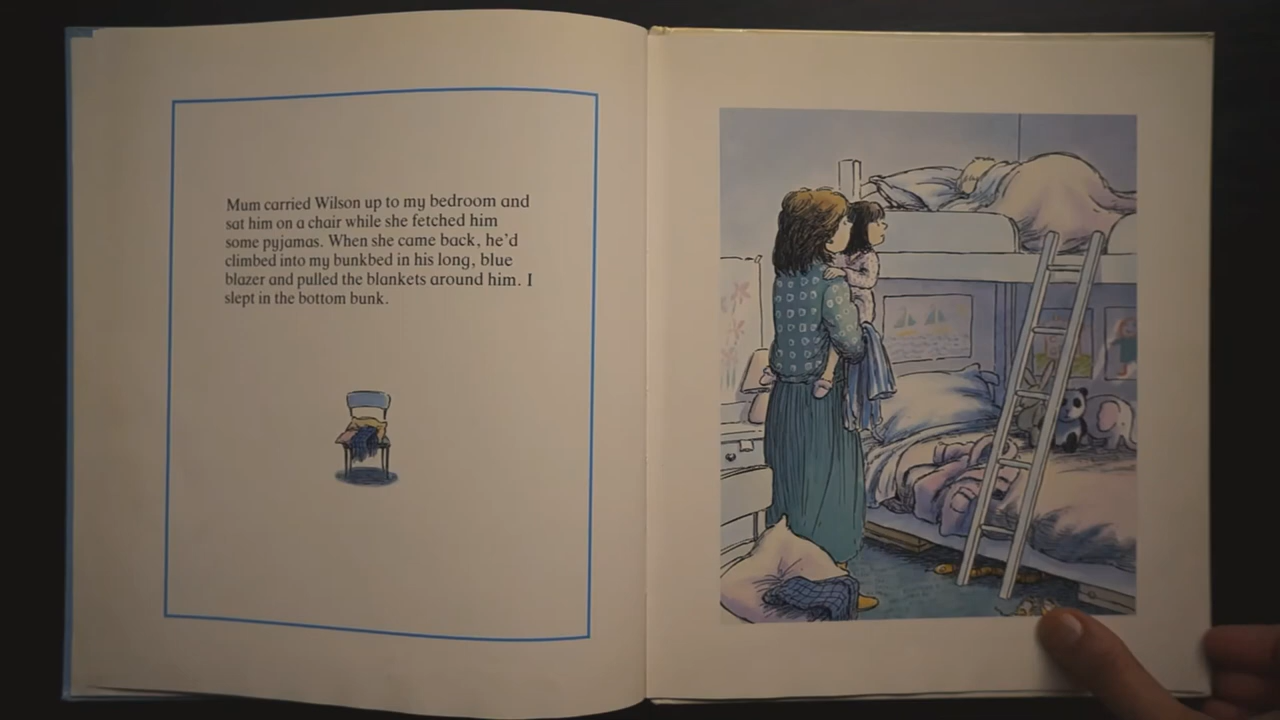 Mum carried Wilson up to my bedroom and
sat him on a chair while she fetched him
some pyjamas. When she came back, he'd
climbed into my bunkbed in his long, blue
blazer and pulled the blankets around him. I
slept in the bottom bunk.